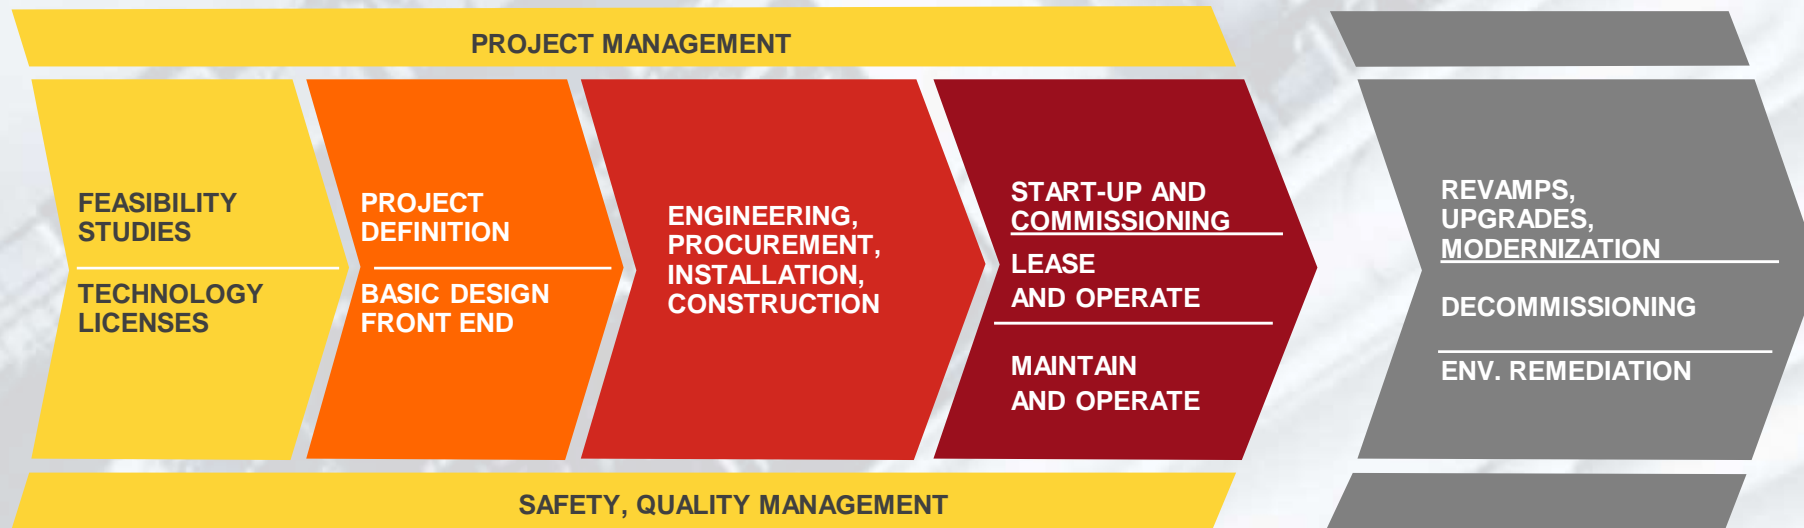 PROJECT MANAGEMENT
FEASIBILITY
STUDIES
TECHNOLOGY
LICENSES
PROJECT
DEFINITION
BASIC DESIGN
FRONT END
ENGINEERING,
PROCUREMENT,
INSTALLATION,
CONSTRUCTION
START-UP AND
COMMISSIONING
LEASE
AND OPERATE
MAINTAIN
AND OPERATE
REVAMPS,
UPGRADES,
MODERNIZATION
DECOMMISSIONING
ENV. REMEDIATION
SAFETY, QUALITY MANAGEMENT